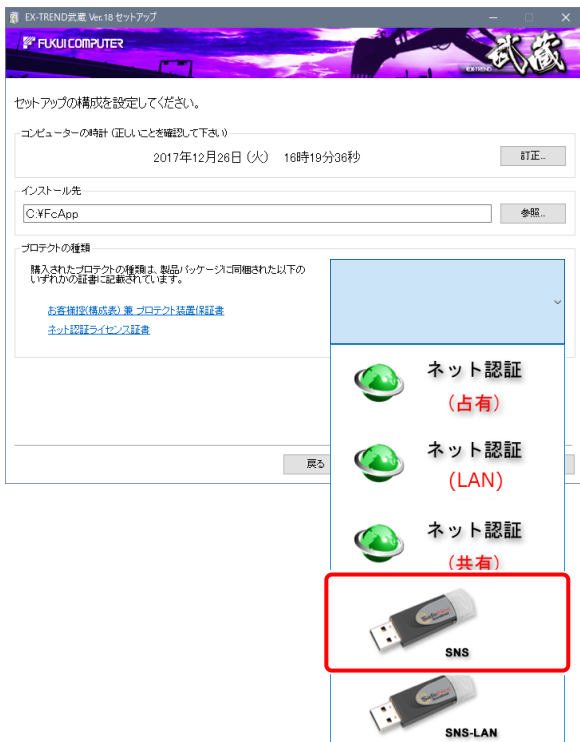 EX-TREND武蔵 Ver.18 セットアップ
FUKUI COMPUTER
EX-TREND
武蔵
セットアップの構成を設定してください。
コンピューターの時計 (正しいことを確認して下さい)
2017年12月26日 (火) 16時19分36秒
訂正...
インストール先
C:¥FcApp
参照...
プロテクトの種類
購入されたプロテクトの種類は、製品パッケージに同梱された以下の
いずれかの証書に記載されています。
お客様控(構成表) 兼 プロテクト装置保証書
ネット認証ライセンス証書
ネット認証
(占有)
ネット認証
(LAN)
戻る
ネット認証
(共有)
SNS
SNS-LAN